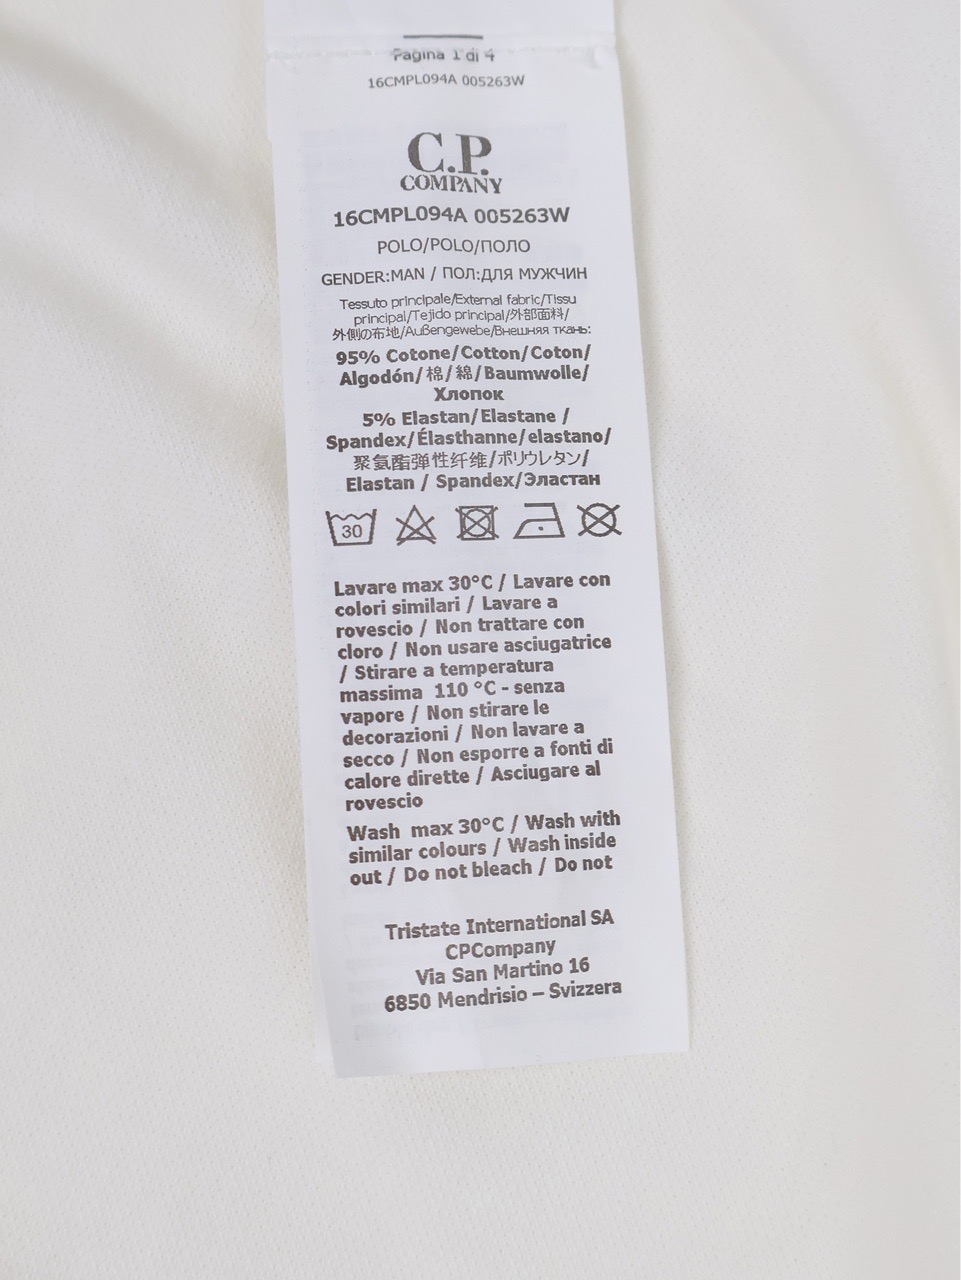 Pagina 1 di 4
16CMPL094A 005263W
C.P.
COMPANY
16CMPL094A 005263W
POLO/POLO/ПОЛО
GENDER:MAN / ПОЛ:ДЛЯ МУЖЧИН
Tessuto principale/External fabric/Tissu
principal/Tejido principal/外部面料/
外側の布地/Außengewebe/Внешняя ткань:
95% Cotone/Cotton/Coton/
Algodón/棉/綿/Baumwolle/
Хлопок
5% Elastan/Elastane /
Spandex/Élasthanne/elastano/
聚氨酯弹性纤维/ポリウレタン/
Elastan / Spandex/Эластан
30
Lavare max 30°C / Lavare con
colori similari / Lavare a
rovescio / Non trattare con
cloro / Non usare asciugatrice
/ Stirare a temperatura
massima 110 °C - senza
vapore / Non stirare le
decorazioni / Non lavare a
secco / Non esporre a fonti di
calore dirette / Asciugare al
rovescio
Wash max 30°C / Wash with
similar colours / Wash inside
out / Do not bleach / Do not
Tristate International SA
CPCompany
Via San Martino 16
6850 Mendrisio – Svizzera